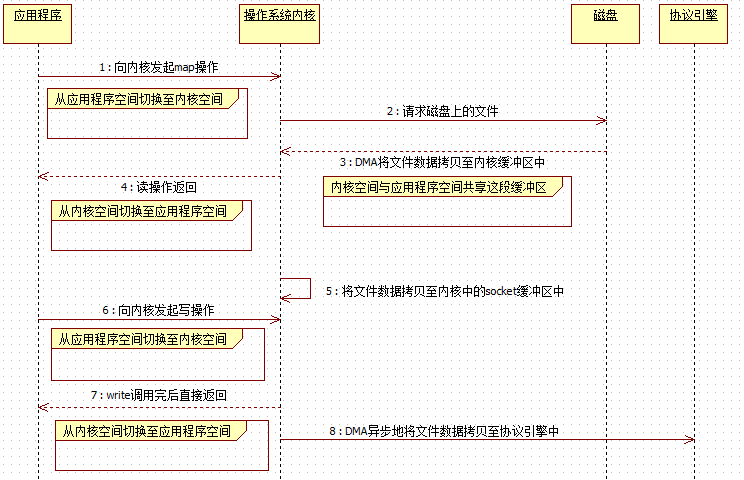 应用程序
操作系统内核
磁盘
协议引擎
1 : 向内核发起map操作
从应用程序空间切换至内核空间
2 : 请求磁盘上的文件
3 : DMA将文件数据拷贝至内核缓冲区中
4 : 读操作返回
内核空间与应用程序空间共享这段缓冲区
从内核空间切换至应用程序空间
5 : 将文件数据拷贝至内核中的socket缓冲区中
6 : 向内核发起写操作
从应用程序空间切换至内核空间
7 : write调用完后直接返回
从内核空间切换至应用程序空间
8 : DMA异步地将文件数据拷贝至协议引擎中